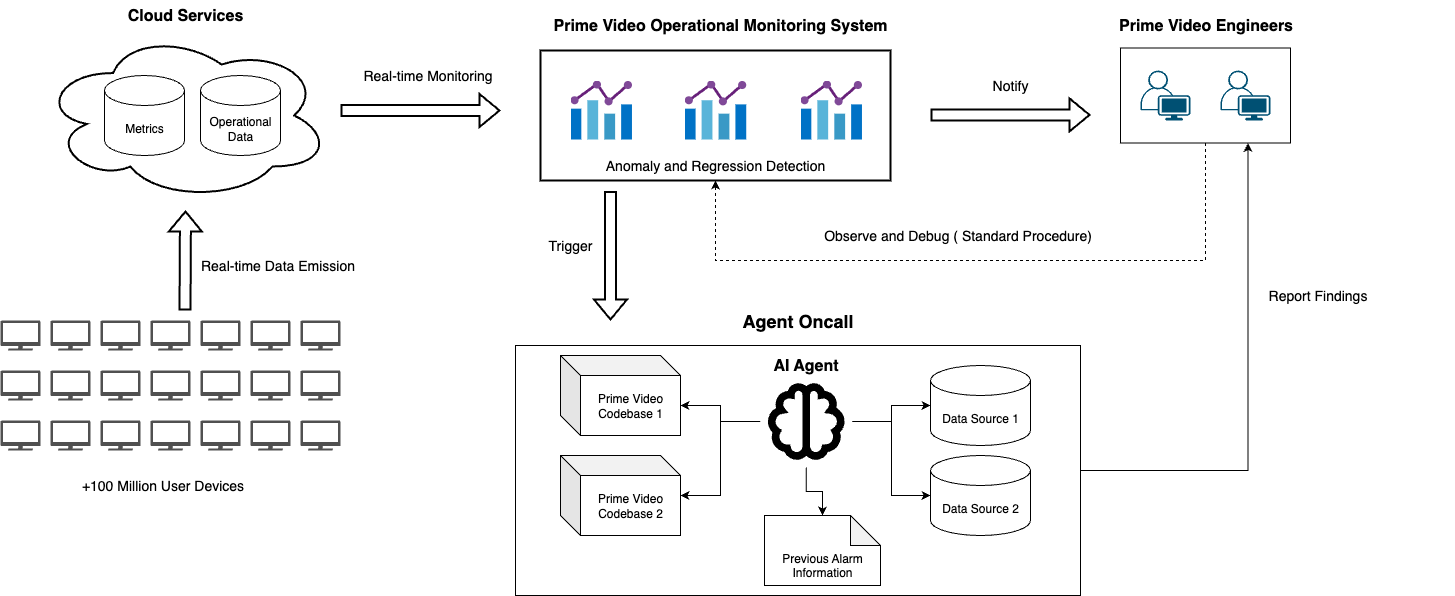 Cloud Services
Prime Video Operational Monitoring System
Prime Video Engineers
Real-time Monitoring
Notify
Metrics
Operational
Data
Anomaly and Regression Detection
Trigger
Observe and Debug ( Standard Procedure)
Real-time Data Emission
Report Findings
+100 Million User Devices
Agent Oncall
AI Agent
Prime Video
Codebase 1
Data Source 1
Prime Video
Codebase 2
Data Source 2
Previous Alarm
Information